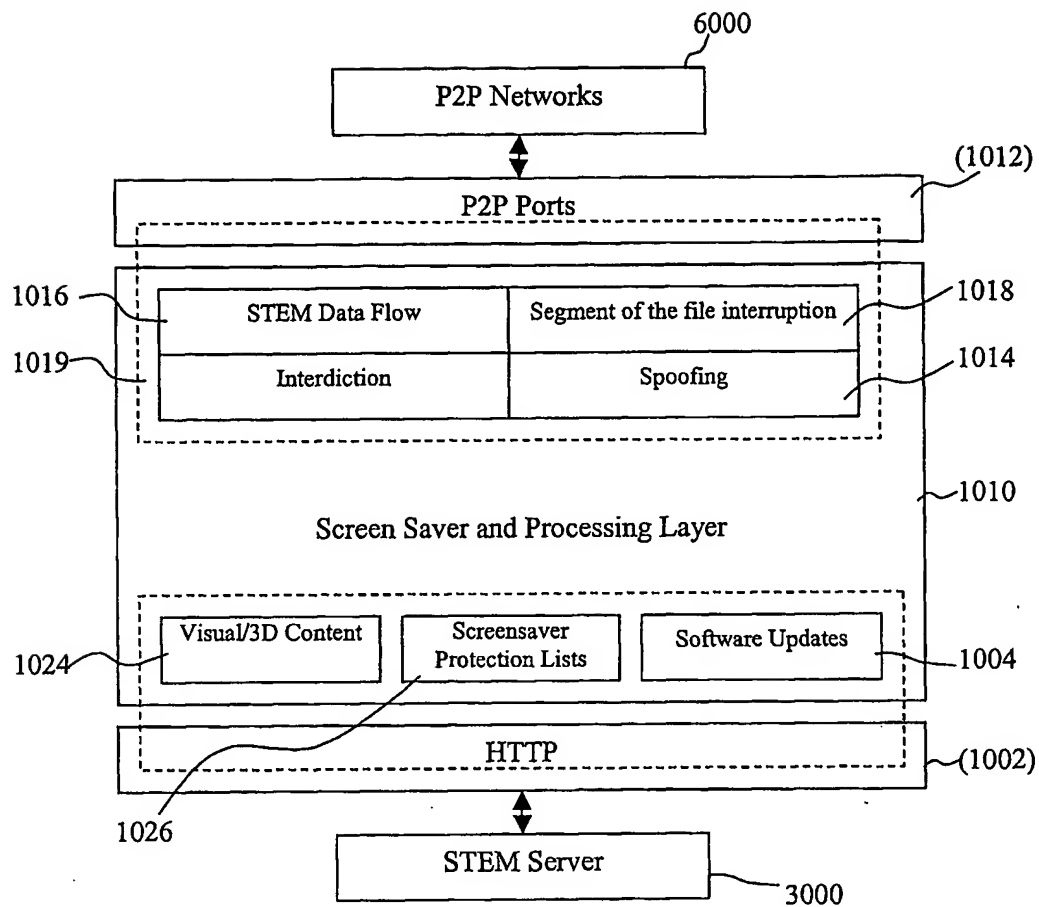 6000
P2P Networks
(1012)
P2P Ports
1016
STEM Data Flow
Segment of the file interruption
1018
1019
Interdiction
Spoofing
1014
1010
Screen Saver and Processing Layer
Visual/3D Content
Screensaver
Protection Lists
Software Updates
1024
1004
HTTP
(1002)
1026
STEM Server
3000